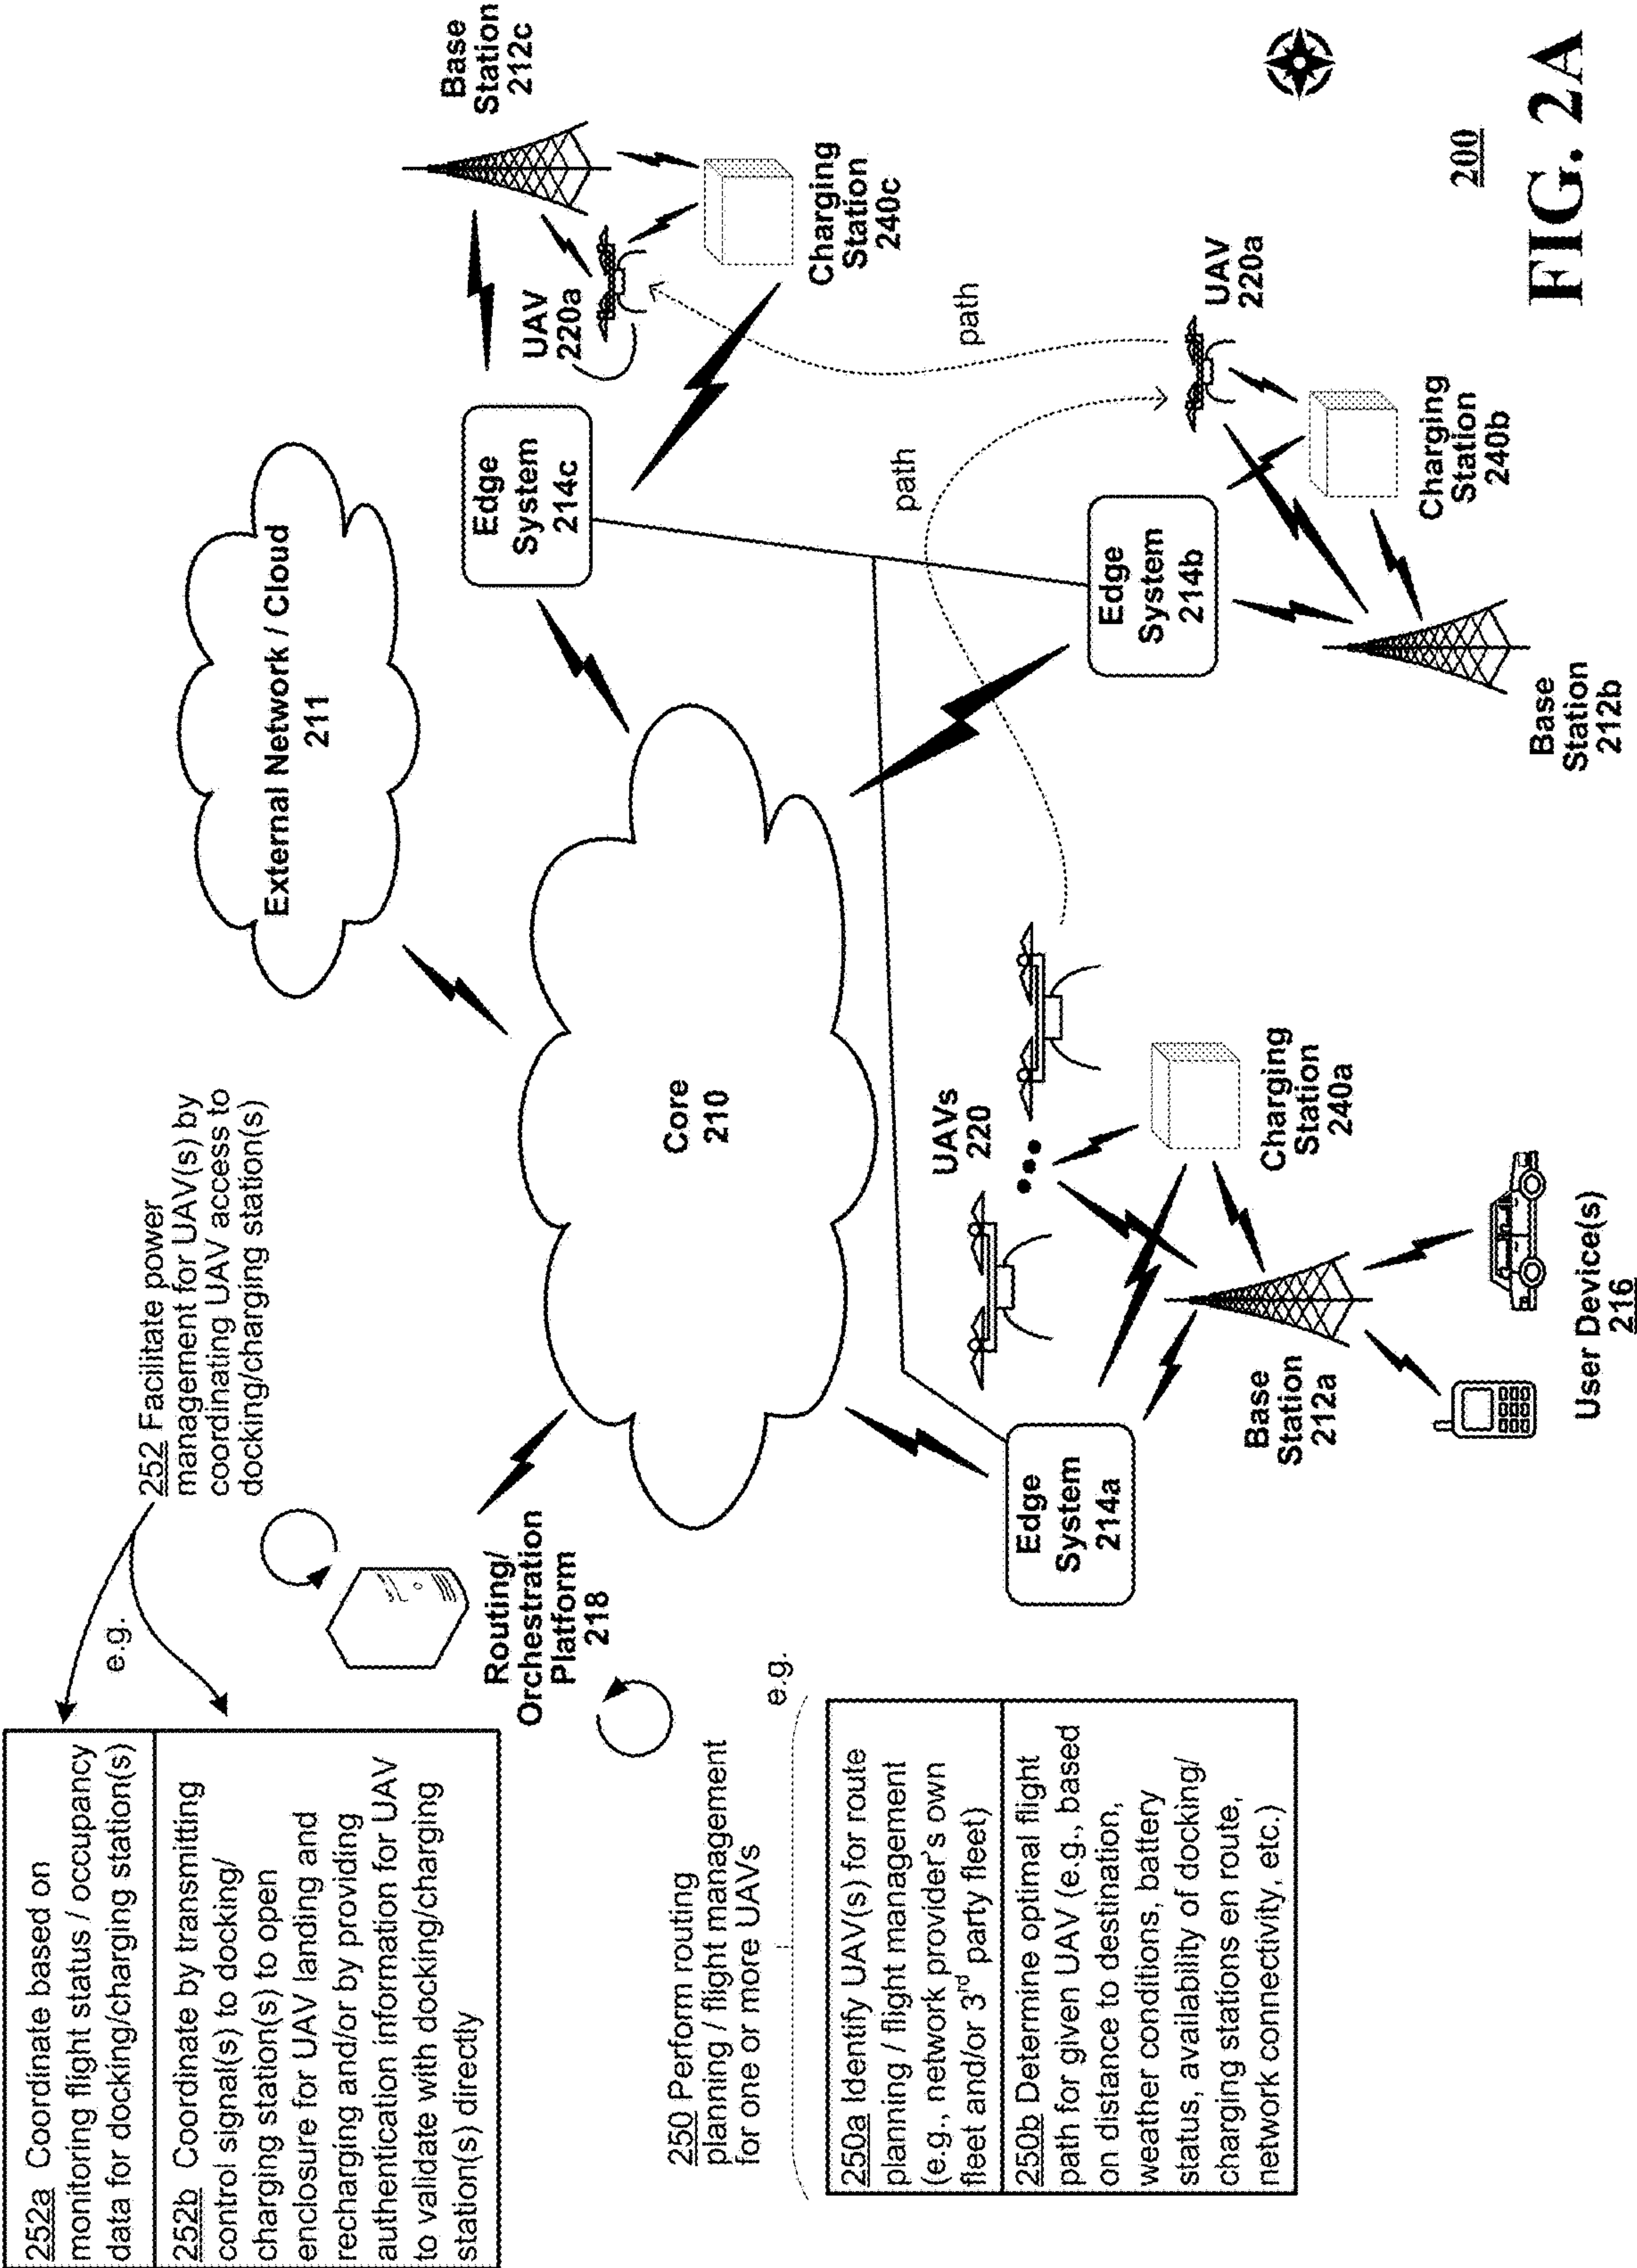 252a Coordinate based on
monitoring flight status / occupancy
data for docking/charging station(s)
252b Coordinate by transmitting
control signal(s) to docking/
charging station(s) to open
enclosure for UAV landing and
recharging and/or by providing
authentication information for UAV
to validate with docking/charging
station(s) directly
e.g.
252 Facilitate power
management for UAV(s) by
coordinating UAV access to
docking/charging station(s)
Routing/
Orchestration
Platform
218
250 Perform routing
planning / flight management
for one or more UAVs
e.g.
250a Identify UAV(s) for route
planning / flight management
(e.g., network provider's own
fleet and/or 3rd party fleet)
250b Determine optimal flight
path for given UAV (e.g., based
on distance to destination,
weather conditions, battery
status, availability of docking/
charging stations en route,
network connectivity, etc.)
External Network / Cloud
211
Core
210
Edge
System
214a
UAVs
220
Charging
Station
240a
Base
Station
212a
User Device(s)
216
Edge
System
214b
Base
Station
212b
Charging
Station
240b
UAV
220a
path
path
Edge
System
214c
UAV
220a
Base
Station
212c
Charging
Station
240c
200
FIG. 2A